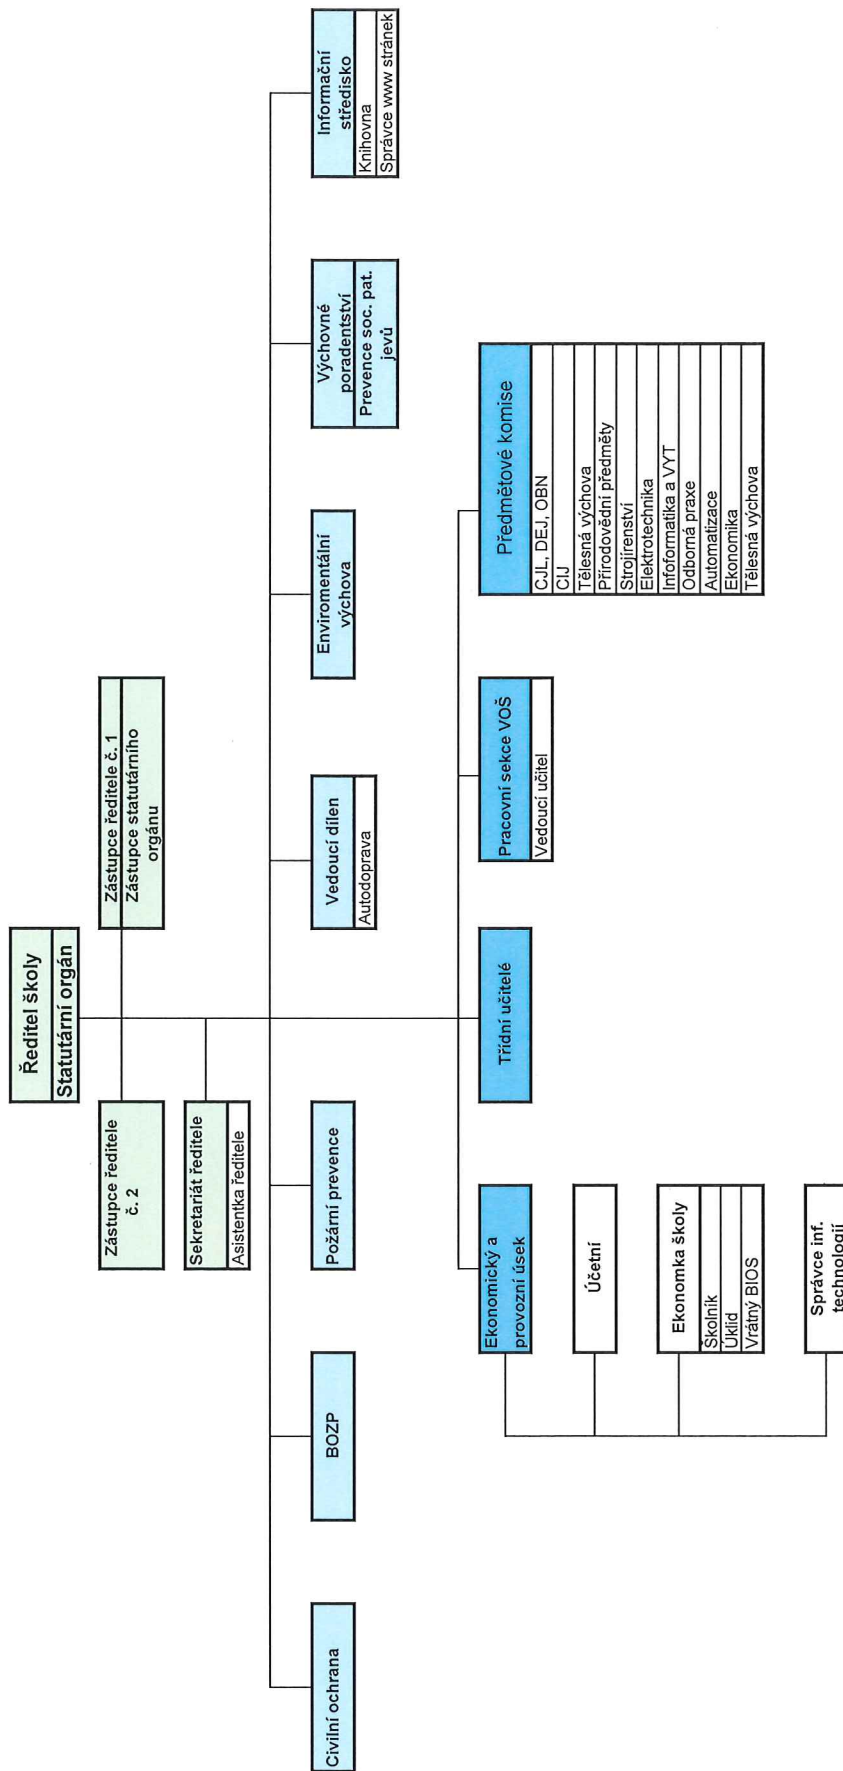 Ředitel školy
Statutární orgán
Zástupce ředitele
č. 2
Zástupce ředitele č. 1
Zástupce statutárního
orgánu
Sekretariát ředitele
Asistentka ředitele
Civilní ochrana
BOZP
Požární prevence
Vedoucí dílen
Autodoprava
Enviromentální
výchova
Výchovné
poradentství
Prevence soc. pat.
jevů
Informační
středisko
Knihovna
Správce www stránek
Ekonomický a
provozní úsek
Třídní učitelé
Pracovní sekce VOŠ
Vedoucí učitel
Předmětové komise
CJL, DEJ, OBN
CIJ
Tělesná výchova
Přírodovědní předměty
Strojírenství
Elektrotechnika
Infoformatika a VYT
Odborná praxe
Automatizace
Ekonomika
Tělesná výchova
Účetní
Ekonomka školy
Školník
Úklid
Vrátný BIOS
Správce inf.
technologií